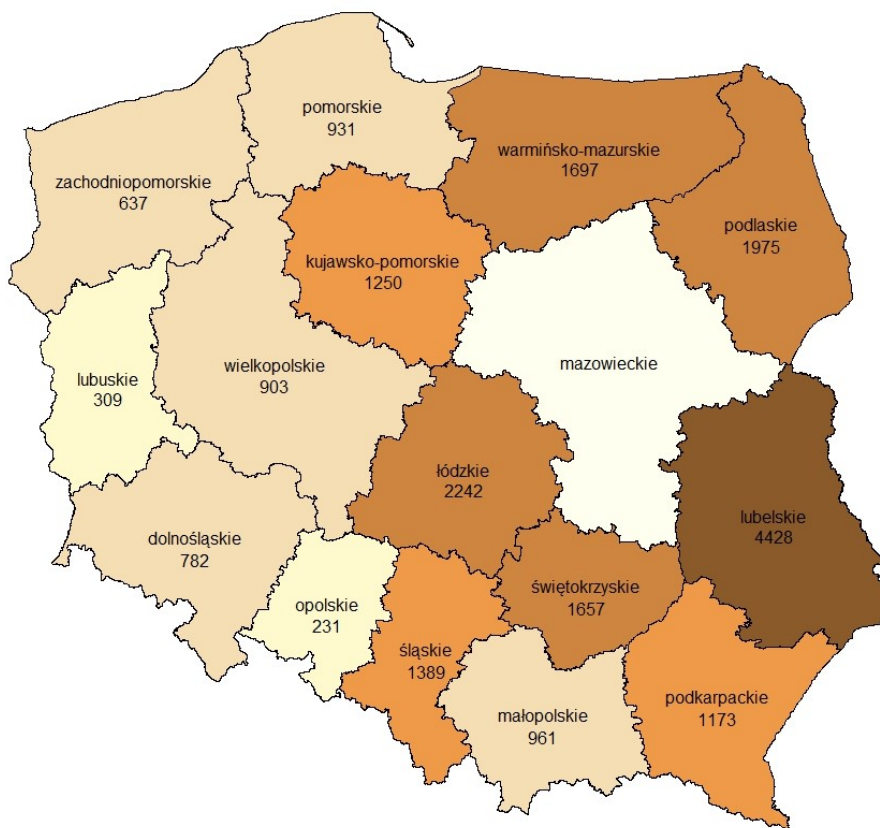 pomorskie
931
warmińsko-mazurskie
1697
zachodniopomorskie
637
podlaskie
1975
kujawsko-pomorskie
1250
mazowieckie
wielkopolskie
903
lubuskie
309
łódzkie
2242
lubelskie
4428
dolnośląskie
782
świętokrzyskie
1657
opolskie
231
śląskie
1389
podkarpackie
1173
małopolskie
961